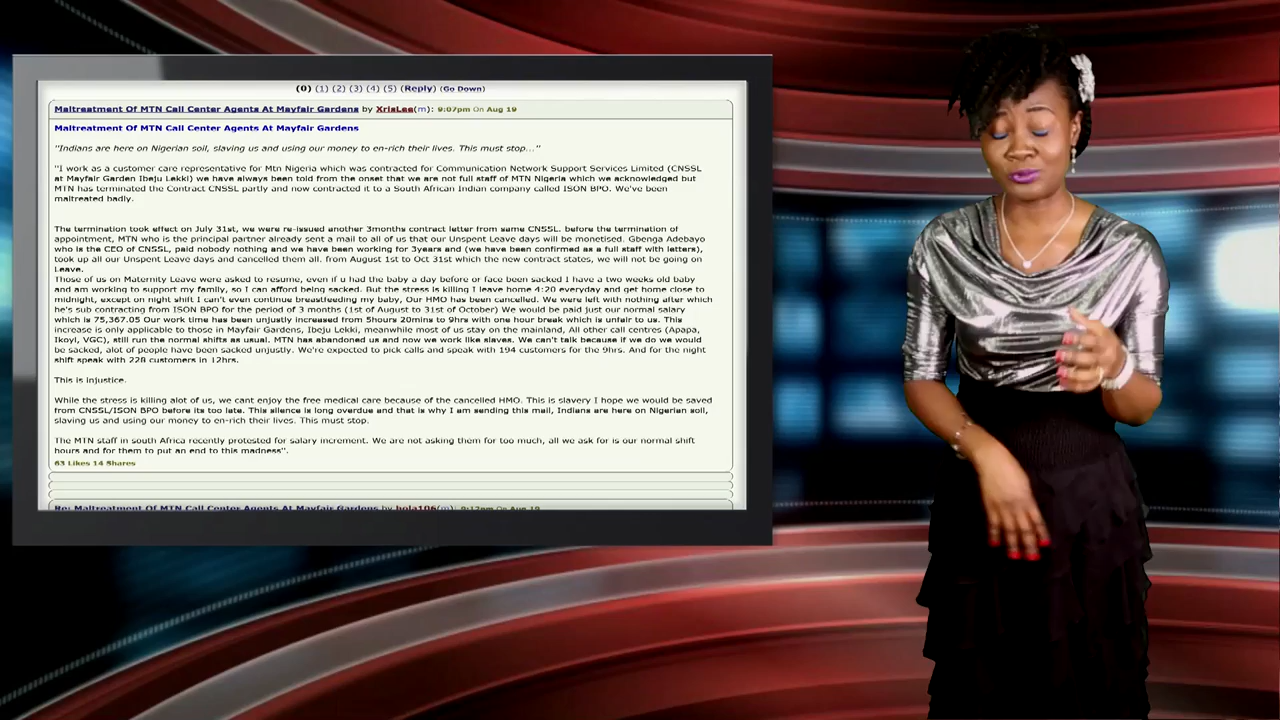 (0) (1) (2) (3) (4) (5) (Reply) (Go Down)
Maltreatment Of MTN Call Center Agents At Mayfair Gardens by XrisLee(m): 9:07pm On Aug 19
Maltreatment Of MTN Call Center Agents At Mayfair Gardens
"Indians are here on Nigerian soil, slaving us and using our money to en-rich their lives. This must stop..."
"I work as a customer care representative for Mtn Nigeria which was contracted for Communication Network Support Services Limited (CNSSL
at Mayfair Garden Ibeju Lekki) we have always been told from the onset that we are not full staff of MTN Nigeria which we acknowledged but
MTN has terminated the Contract CNSSL partly and now contracted it to a South African Indian company called ISON BPO. We've been
maltreated badly.
The termination took effect on July 31st, we were re-issued another 3months contract letter from same CNSSL. before the termination of
appointment, MTN who is the principal partner already sent a mail to all of us that our Unspent Leave days will be monetised. Gbenga Adebayo
who is the CEO of CNSSL, paid nobody nothing and we have been working for 3years and (we have been confirmed as a full staff with letters),
took up all our Unspent Leave days and cancelled them all. from August 1st to Oct 31st which the new contract states, we will not be going on
Leave.
Those of us on Maternity Leave were asked to resume, even if u had the baby a day before or face been sacked I have a two weeks old baby
and am working to support my family, so I can afford being sacked. But the stress is killing I leave home 4:20 everyday and get home close to
midnight, except on night shift I can't even continue breastfeeding my baby, Our HMO has been cancelled. We were left with nothing after which
he's sub contracting from ISON BPO for the period of 3 months (1st of August to 31st of October) We would be paid just our normal salary
which is 75,367.05 Our work time has been unjustly increased from 5hours 20mins to 9hrs with one hour break which is unfair to us. This
increase is only applicable to those in Mayfair Gardens, Ibeju Lekki, meanwhile most of us stay on the mainland, All other call centres (Apapa,
Ikoyi, VGC), still run the normal shifts as usual. MTN has abandoned us and now we work like slaves. We can't talk because if we do we would
be sacked, alot of people have been sacked unjustly. We're expected to pick calls and speak with 194 customers for the 9hrs. And for the night
shift speak with 228 customers in 12hrs.
This is injustice.
While the stress is killing alot of us, we cant enjoy the free medical care because of the cancelled HMO. This is slavery I hope we would be saved
from CNSSL/ISON BPO before its too late. This silence is long overdue and that is why I am sending this mail, Indians are here on Nigerian soil,
slaving us and using our money to en-rich their lives. This must stop.
The MTN staff in south Africa recently protested for salary increment. We are not asking them for too much, all we ask for is our normal shift
hours and for them to put an end to this madness".
63 Likes 14 Shares
Re: Maltreatment Of MTN Call Center Agents At Mayfair Gardens by bola106(m): 9:12pm On Aug 19